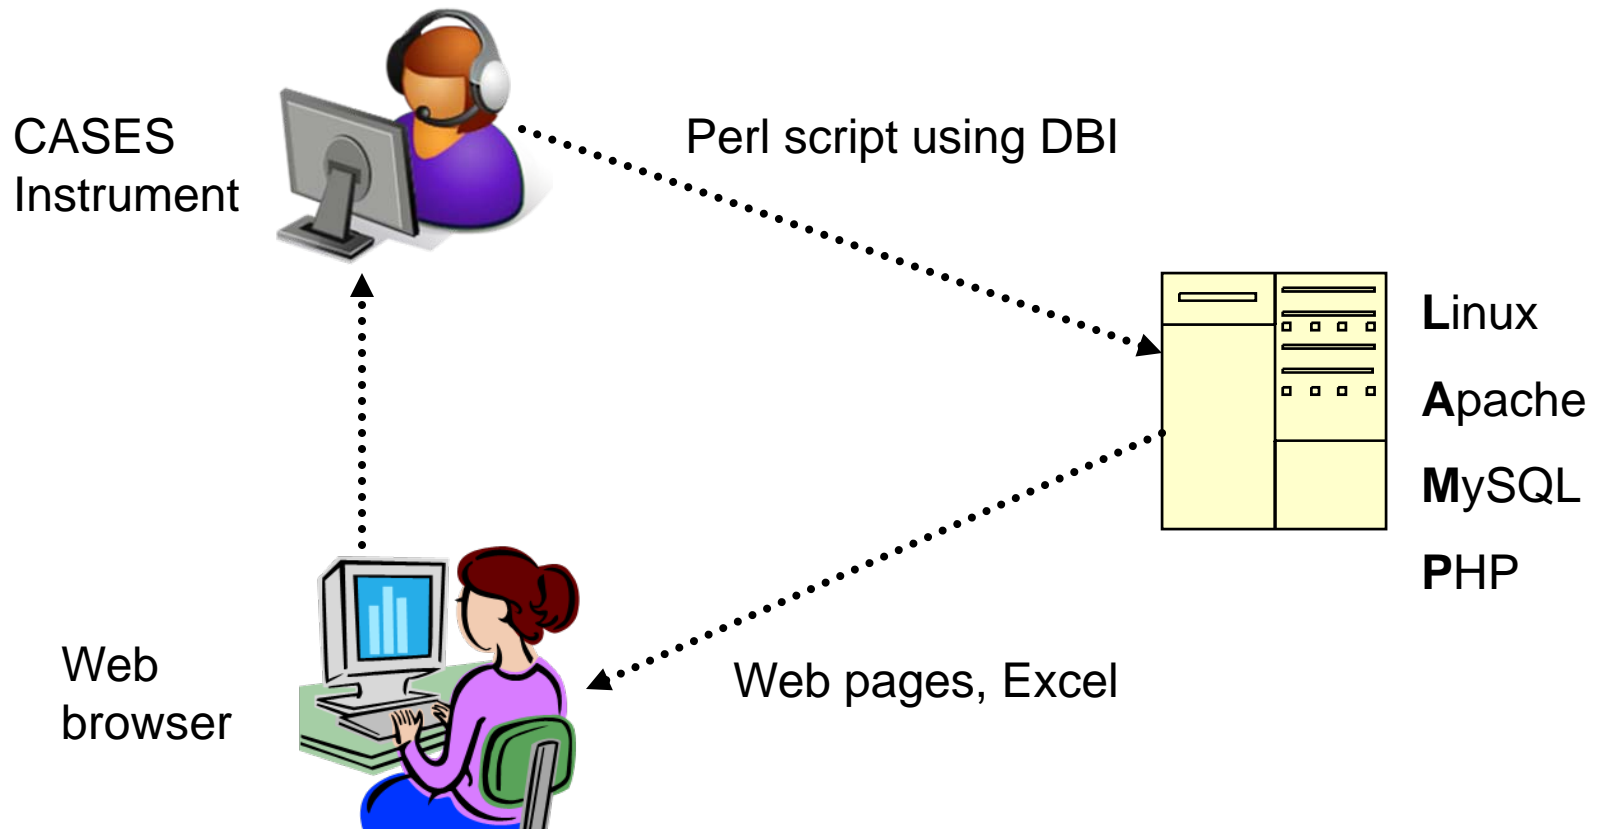 CASES
Instrument
Perl script using DBI
Linux
Apache
MySQL
PHP
Web
browser
Web pages, Excel